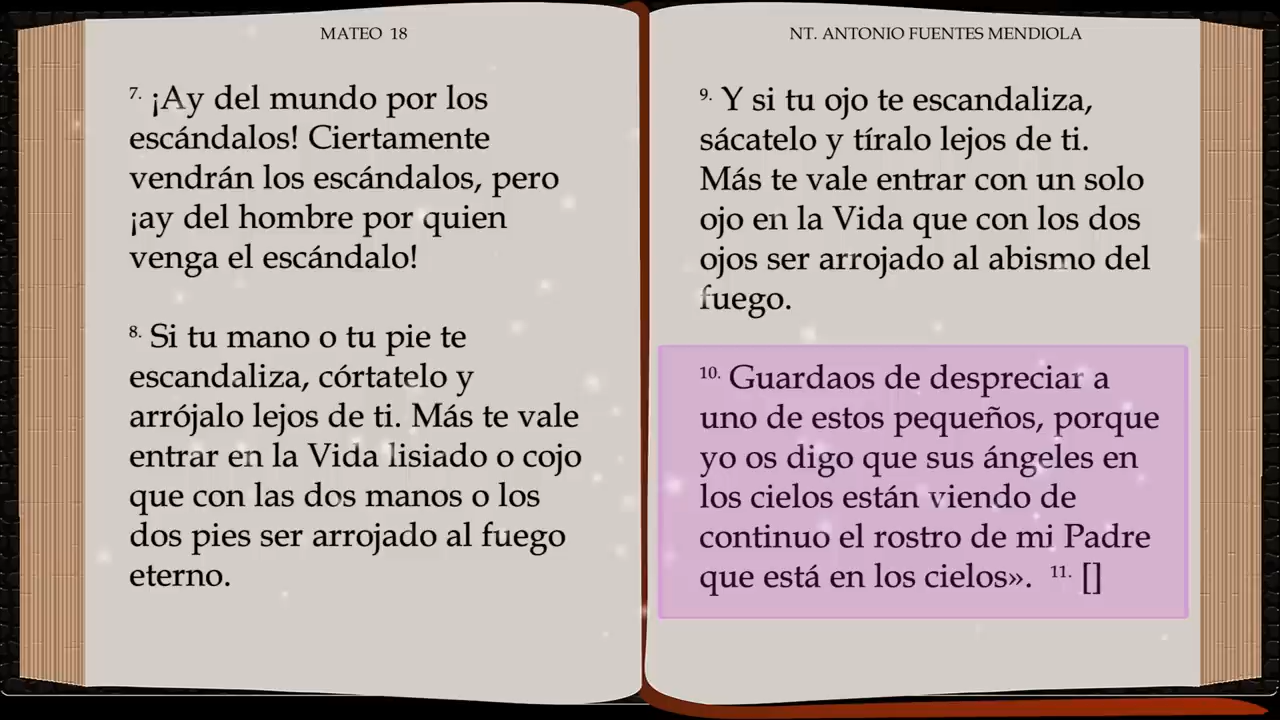 MATEO 18
7. ¡Ay del mundo por los
escándalos! Ciertamente
vendrán los escándalos, pero
¡ay del hombre por quien
venga el escándalo!
8. Si tu mano o tu pie te
escandaliza, córtatelo y
arrójalo lejos de ti. Más te vale
entrar en la Vida lisiado o cojo
que con las dos manos o los
dos pies ser arrojado al fuego
eterno.
NT. ANTONIO FUENTES MENDIOLA
9. Y si tu ojo te escandaliza,
sácatelo y tíralo lejos de ti.
Más te vale entrar con un solo
ojo en la Vida que con los dos
ojos ser arrojado al abismo del
fuego.
10. Guardaos de despreciar a
uno de estos pequeños, porque
yo os digo que sus ángeles en
los cielos están viendo de
continuo el rostro de mi Padre
que está en los cielos». 11. []